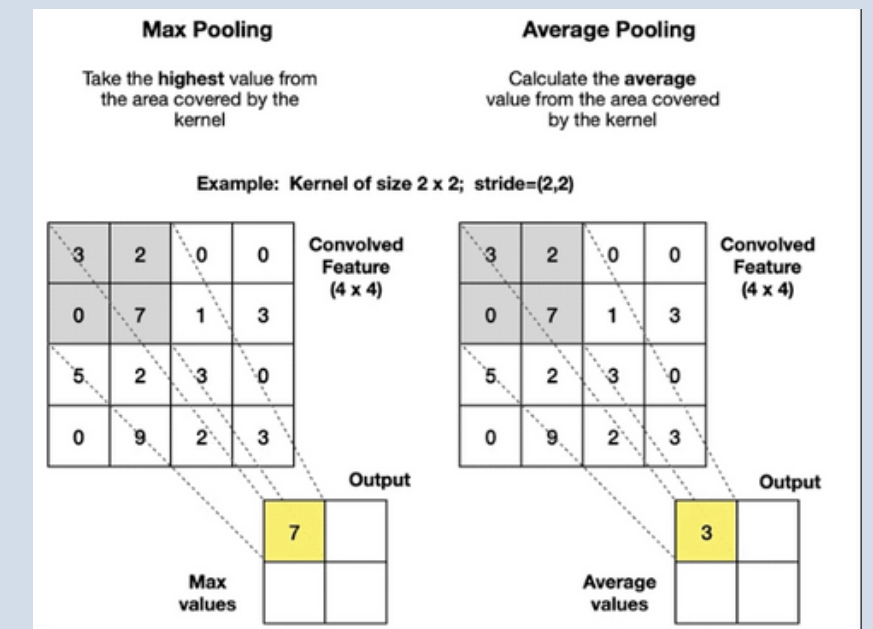 Max Pooling
Take the highest value from
the area covered by the
kernel
Average Pooling
Calculate the average
value from the area covered
by the kernel
Example: Kernel of size 2 x 2; stride=(2,2)
3 2 0 0
0 7 1 3
5 2 3 0
0 9 2 3
Convolved
Feature
(4 x 4)
Output
7
Max
values
3 2 0 0
0 7 1 3
5 2 3 0
0 9 2 3
Convolved
Feature
(4 x 4)
Output
3
Average
values